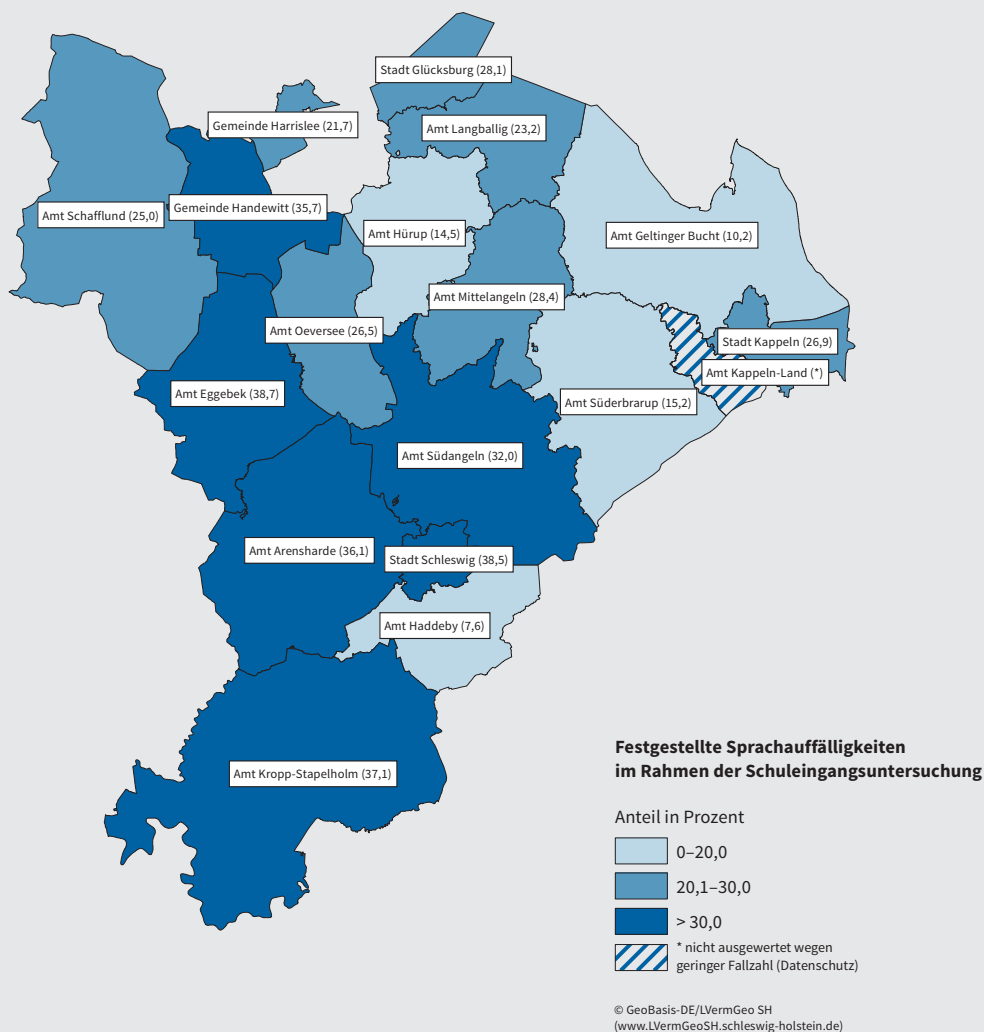 Stadt Glücksburg (28,1)
Gemeinde Harrislee (21,7)
Amt Langballig (23,2)
Gemeinde Handewitt (35,7)
Amt Schafflund (25,0)
Amt Hürup (14,5)
Amt Geltinger Bucht (10,2)
Amt Mittelangeln (28,4)
Amt Oeversee (26,5)
Stadt Kappeln (26,9)
Amt Kappeln-Land (*)
Amt Eggebek (38,7)
Amt Süderbrarup (15,2)
Amt Südangeln (32,0)
Amt Arensharde (36,1)
Stadt Schleswig (38,5)
Amt Haddeby (7,6)
Amt Kropp-Stapelholm (37,1)
Festgestellte Sprachauffälligkeiten
im Rahmen der Schuleingangsuntersuchung
Anteil in Prozent
0–20,0
20,1–30,0
> 30,0
* nicht ausgewertet wegen
geringer Fallzahl (Datenschutz)
© GeoBasis-DE/LVermGeo SH
(www.LVermGeoSH.schleswig-holstein.de)